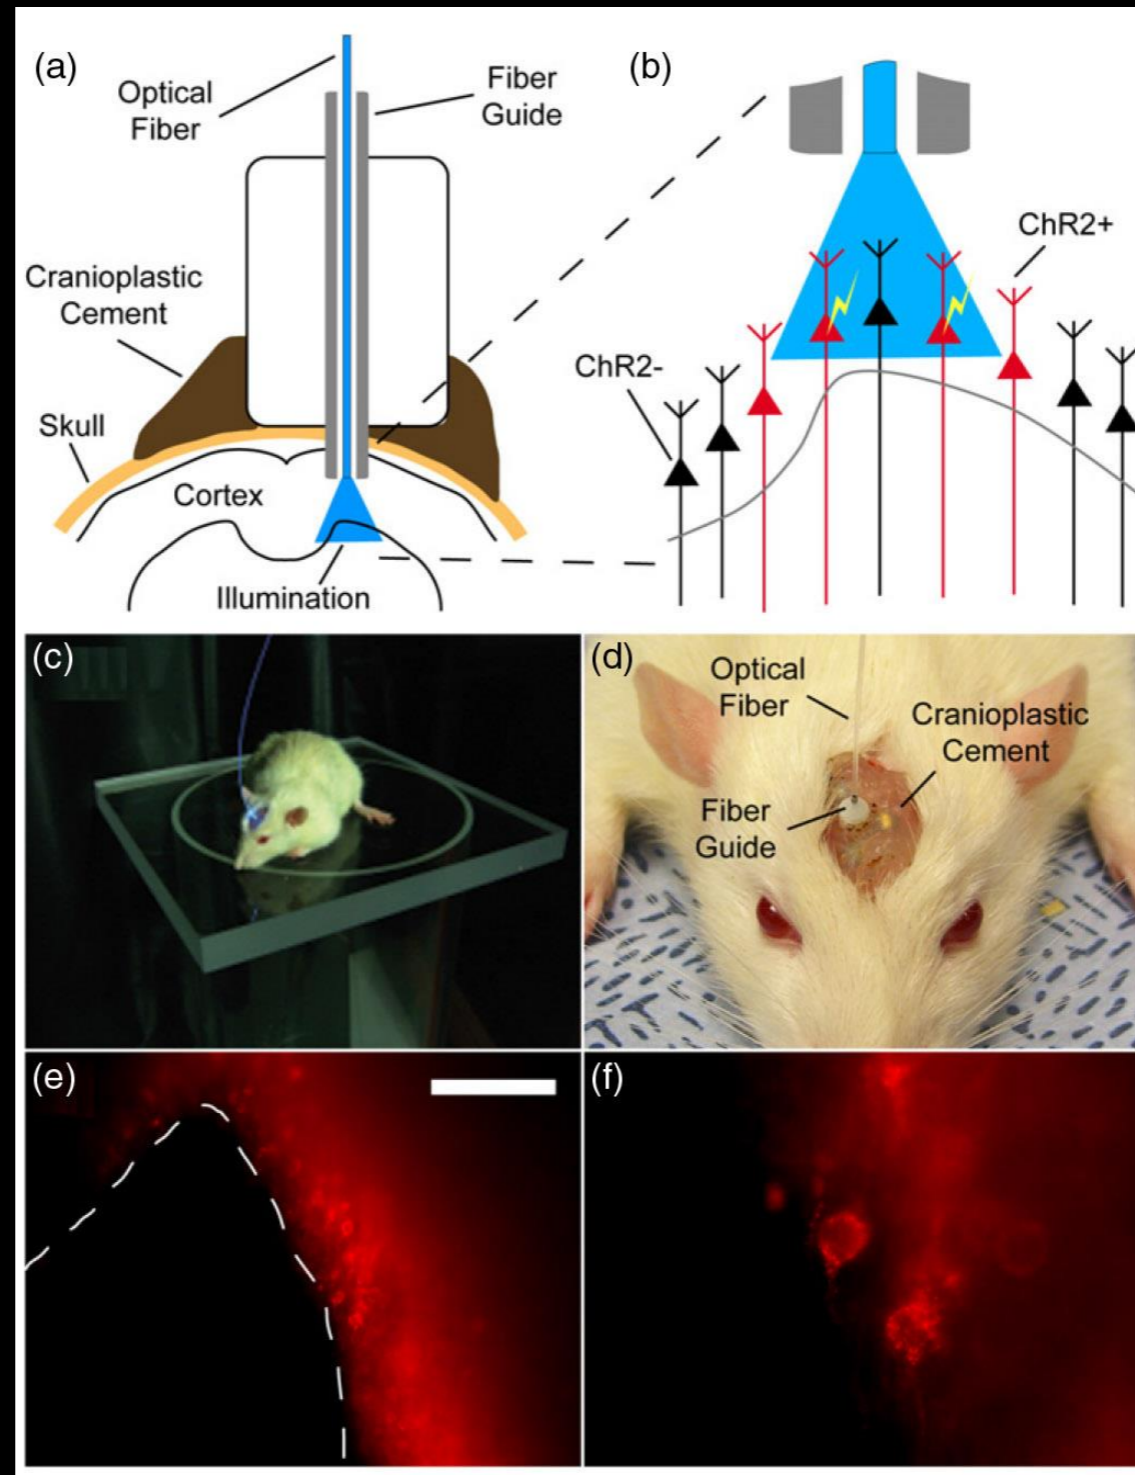 (a)
Optical
Fiber
Fiber
Guide
Cranioplastic
Cement
Skull
Cortex
Illumination
(b)
ChR2+
ChR2-
(c)
(d)
Optical
Fiber
Cranioplastic
Cement
Fiber
Guide
(e)
(f)